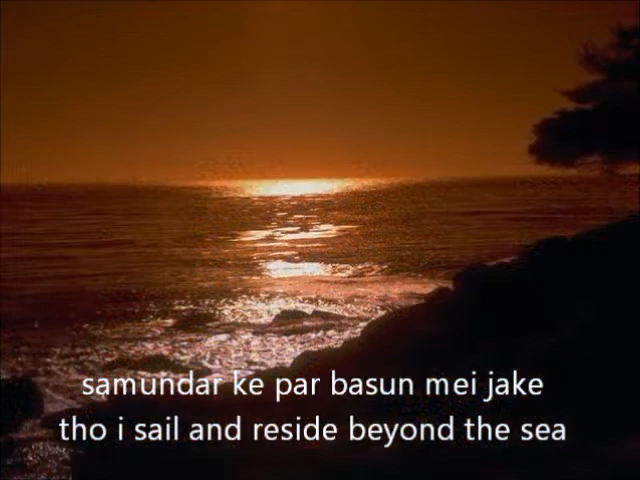 samundar ke par basun mei jake
tho i sail and reside beyond the sea